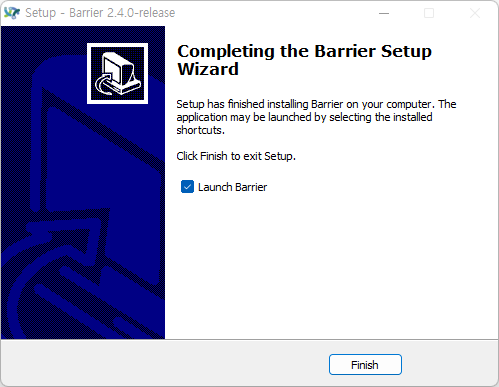 Setup - Barrier 2.4.0-release
Completing the Barrier Setup
Wizard
Setup has finished installing Barrier on your computer. The
application may be launched by selecting the installed
shortcuts.
Click Finish to exit Setup.
Launch Barrier
Finish